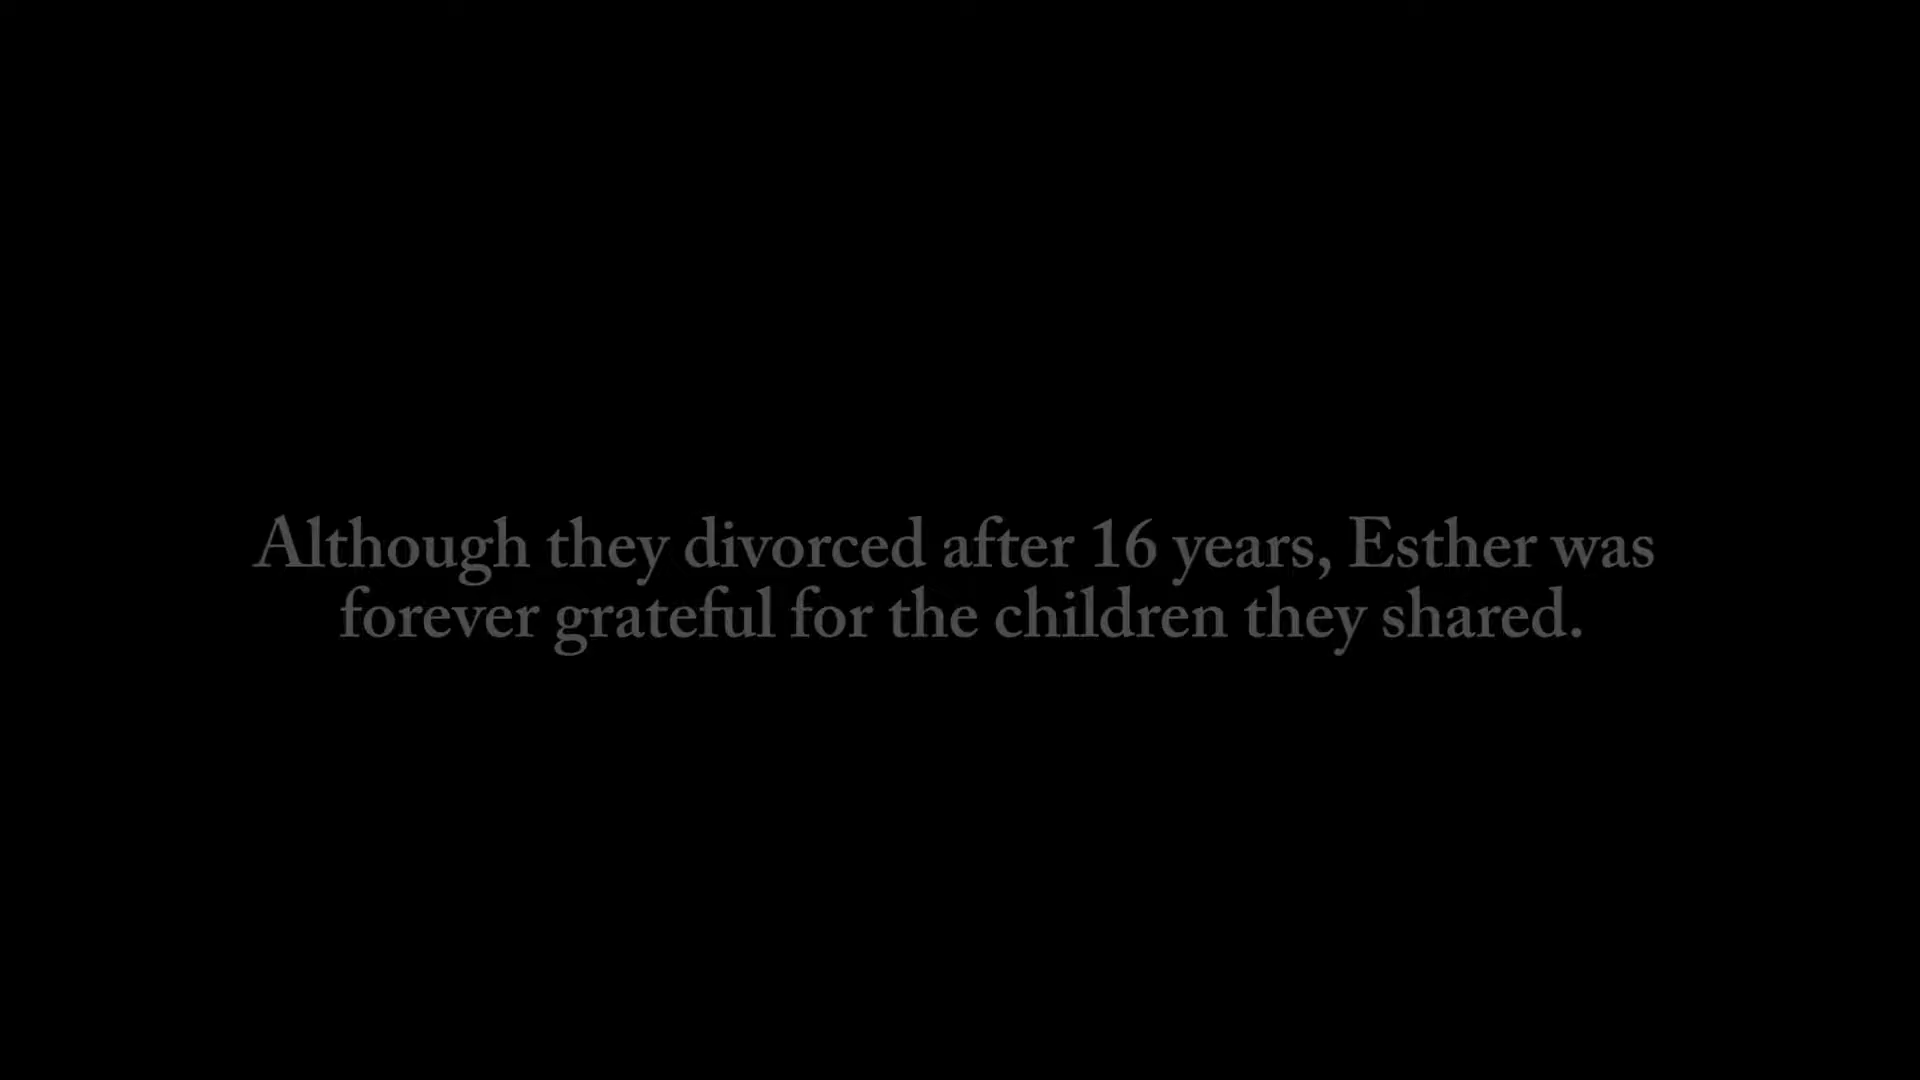 Although they divorced after 16 years, Esther was
forever grateful for the children they shared.